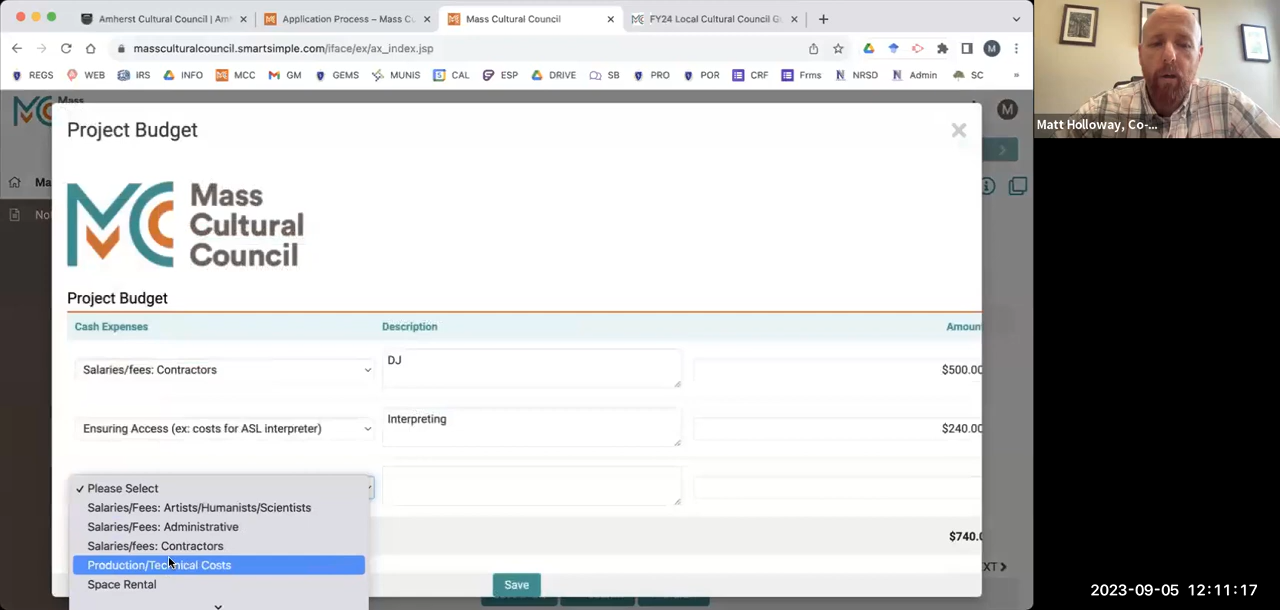 Amherst Cultural Council | Am
Application Process – Mass C
Mass Cultural Council
FY24 Local Cultural Council G
massculturalcouncil.smartsimple.com/iface/ex/ax_index.jsp
M
REGS WEB IRS INFO MCC GM GEMS MUNIS CAL ESP DRIVE SB PRO POR CRF Frms NRSD Admin SC »
Mass
M
Project Budget
Ma
No
Mass
Cultural
Council
Project Budget
Cash Expenses Description Amoun
Salaries/fees: Contractors DJ $500.00
Ensuring Access (ex: costs for ASL interpreter) Interpreting $240.00
✓ Please Select
Salaries/Fees: Artists/Humanists/Scientists
Salaries/Fees: Administrative
Salaries/fees: Contractors
$740.0
Production/Technical Costs
EXT
Space Rental
Save
Matt Holloway, Co-...
2023-09-05 12:11:17